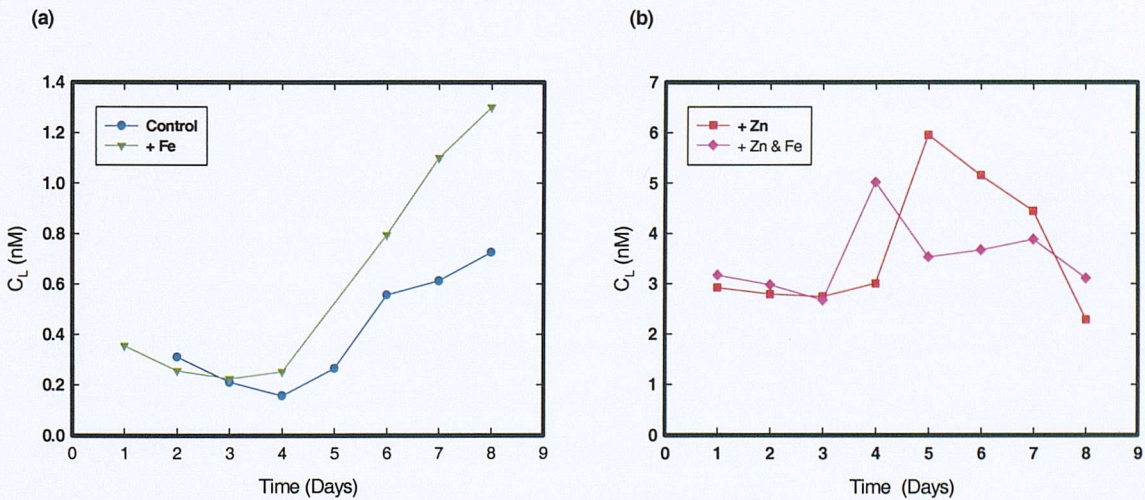 (a)
1.4
1.2
1.0
0.8
0.6
0.4
0.2
0.0
C_L (nM)
Control
+ Fe
0 1 2 3 4 5 6 7 8 9
Time (Days)
(b)
7
6
5
4
3
2
1
0
C_L (nM)
+ Zn
+ Zn & Fe
0 1 2 3 4 5 6 7 8 9
Time (Days)